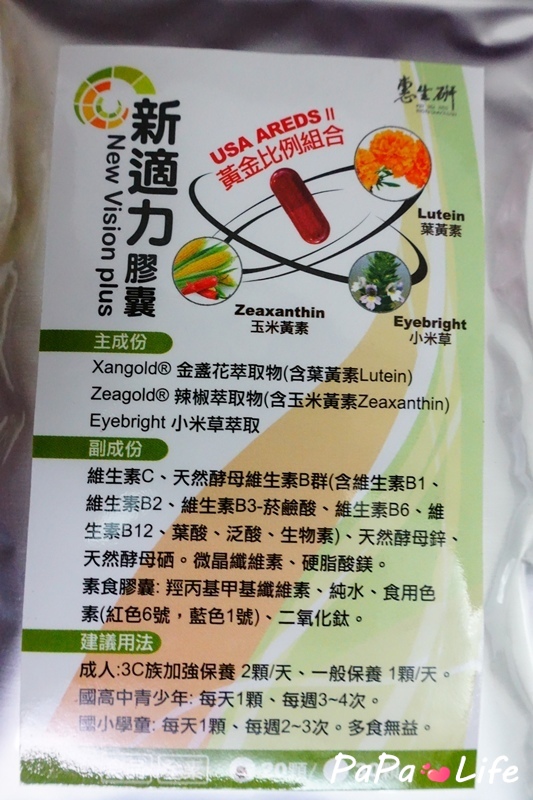 惠生研
新適力膠囊
New Vision plus
USA AREDS II
黃金比例組合
Lutein
葉黃素
Zeaxanthin
玉米黃素
Eyebright
小米草
主成份
Xangold® 金盞花萃取物(含葉黃素Lutein)
Zeagold® 辣椒萃取物(含玉米黃素Zeaxanthin)
Eyebright 小米草萃取
副成份
維生素C、天然酵母維生素B群(含維生素B1、
維生素B2、維生素B3-菸鹼酸、維生素B6、維
生素B12、葉酸、泛酸、生物素)、天然酵母鋅、
天然酵母硒。微晶纖維素、硬脂酸鎂。
素食膠囊: 羥丙基甲基纖維素、純水、食用色
素(紅色6號，藍色1號)、二氧化鈦。
建議用法
成人:3C族加強保養 2顆/天、一般保養 1顆/天。
國高中青少年: 每天1顆、每週3~4次。
國小學童: 每天1顆、每週2~3次。多食無益。
全素
20顆/
PaPa Life